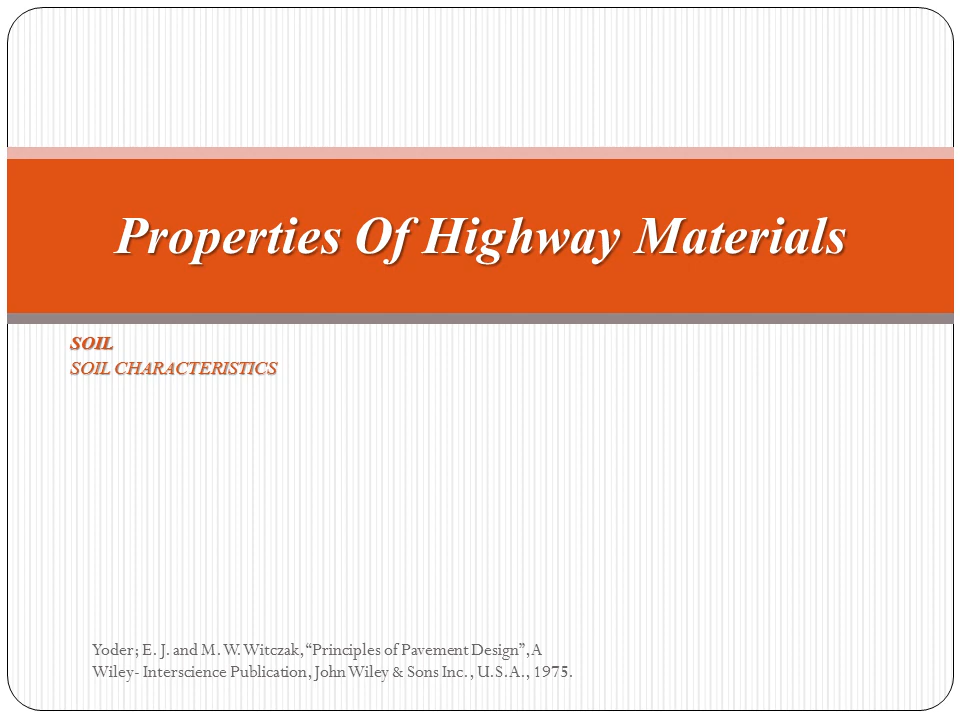 Properties Of Highway Materials
SOIL
SOIL CHARACTERISTICS
Yoder; E. J. and M. W. Witczak, “Principles of Pavement Design”, A
Wiley- Interscience Publication, John Wiley & Sons Inc., U.S.A., 1975.